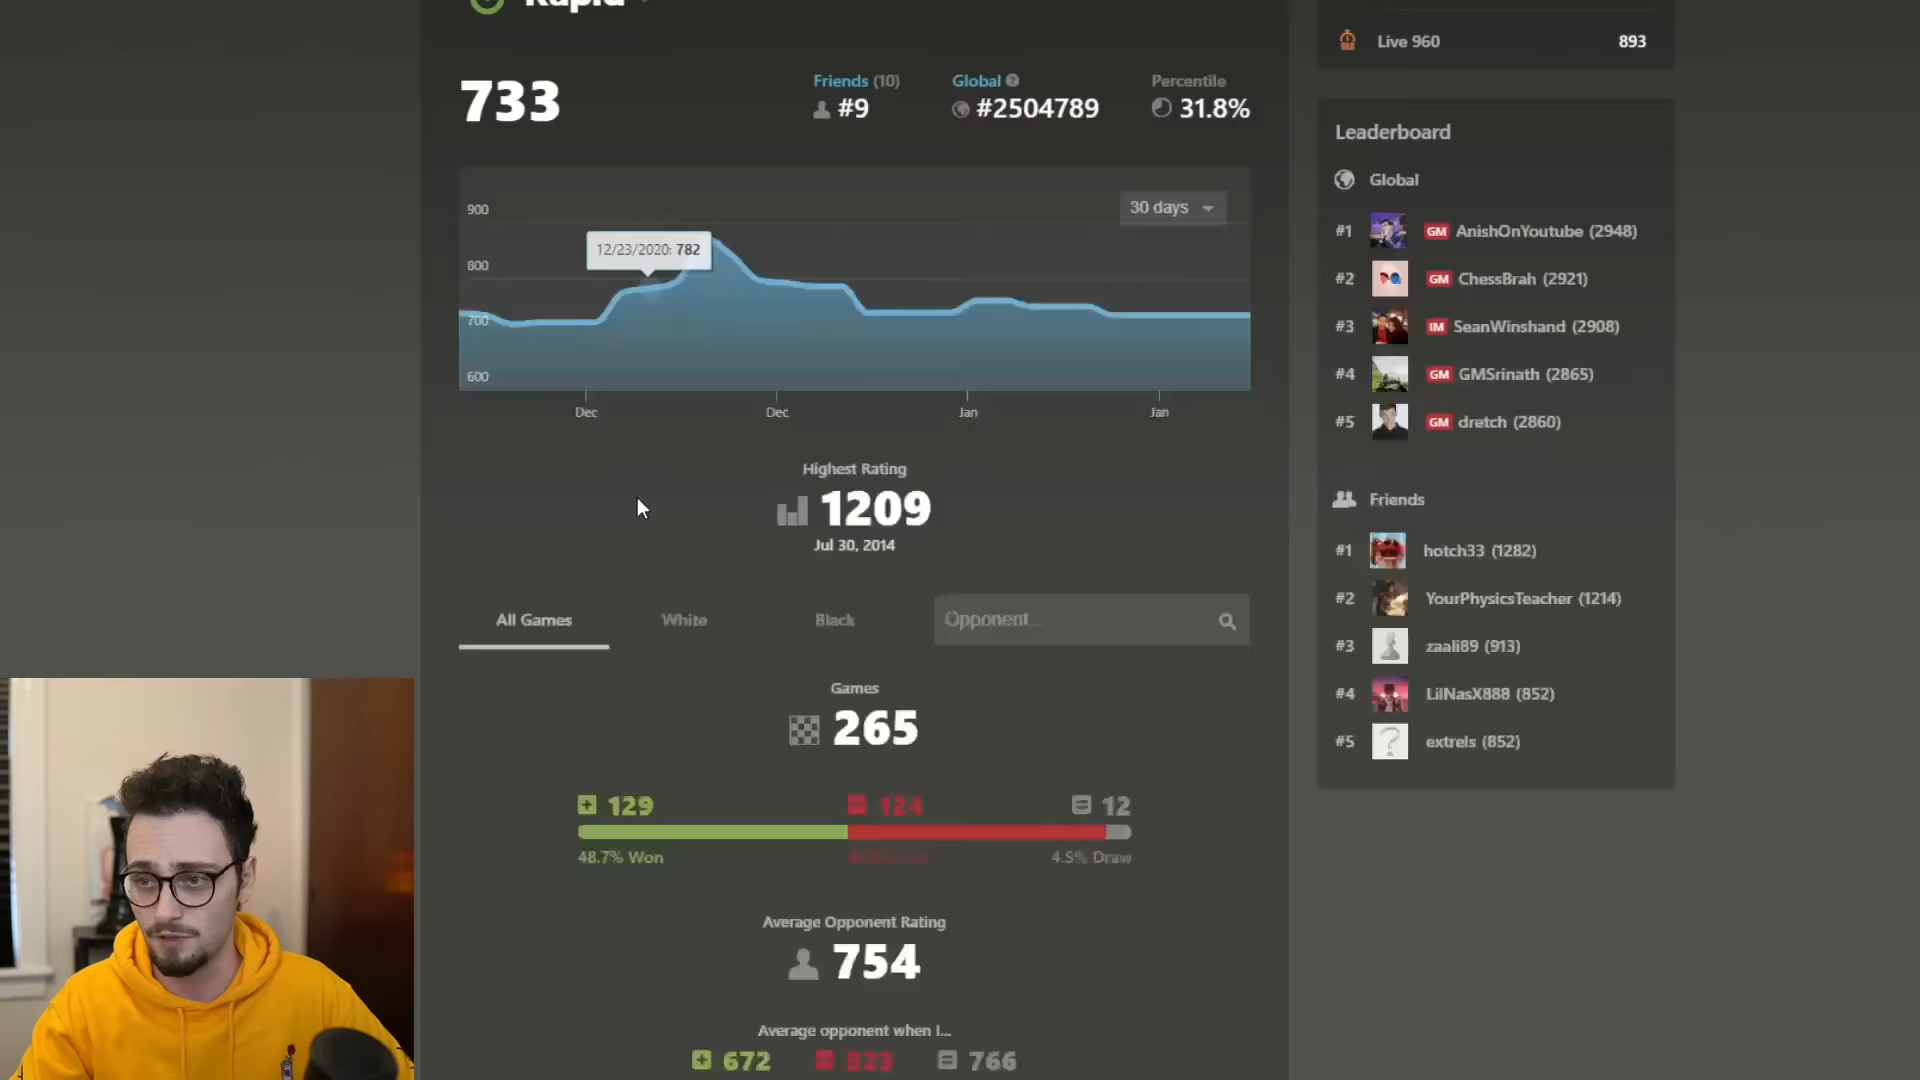 Rapid
733
Friends (10)
#9
Global
#2504789
Percentile
31.8%
30 days
900
800
700
600
12/23/2020: 782
Dec
Dec
Jan
Jan
Highest Rating
1209
Jul 30, 2014
All Games
White
Black
Opponent...
Games
265
129
124
12
48.7% Won
4.5% Draw
Average Opponent Rating
754
Average opponent when I...
672
823
766
Live 960
893
Leaderboard
Global
#1 GM AnishOnYoutube (2948)
#2 GM ChessBrah (2921)
#3 IM SeanWinshand (2908)
#4 GM GMSrinath (2865)
#5 GM dretch (2860)
Friends
#1 hotch33 (1282)
#2 YourPhysicsTeacher (1214)
#3 zaali89 (913)
#4 LilNasX888 (852)
#5 extrels (852)